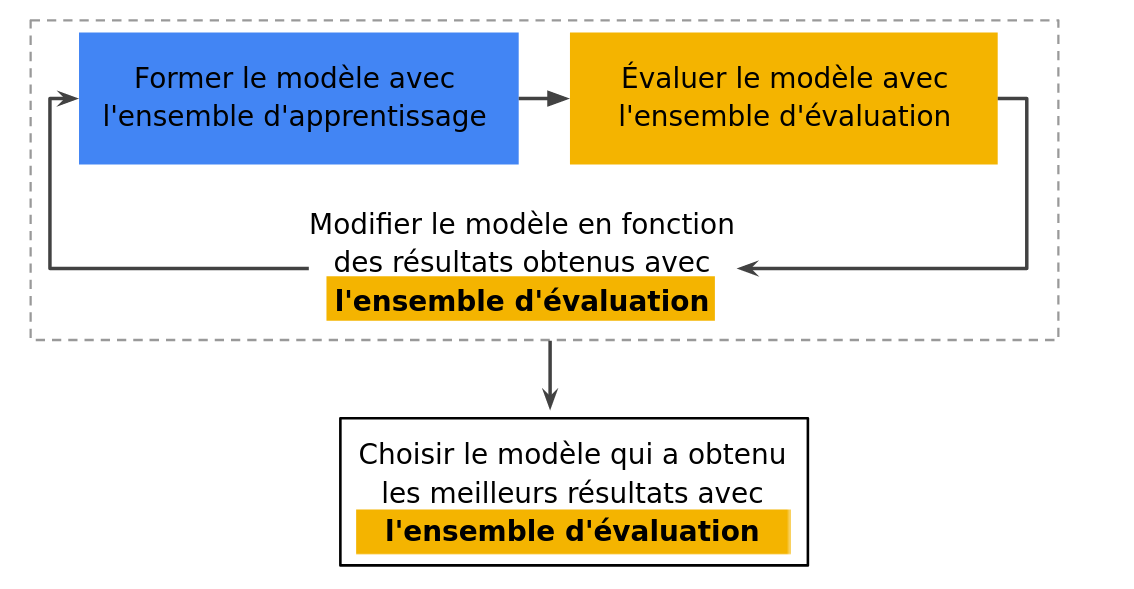 Former le modèle avec
l'ensemble d'apprentissage
Évaluer le modèle avec
l'ensemble d'évaluation
Modifier le modèle en fonction
des résultats obtenus avec
l'ensemble d'évaluation
Choisir le modèle qui a obtenu
les meilleurs résultats avec
l'ensemble d'évaluation